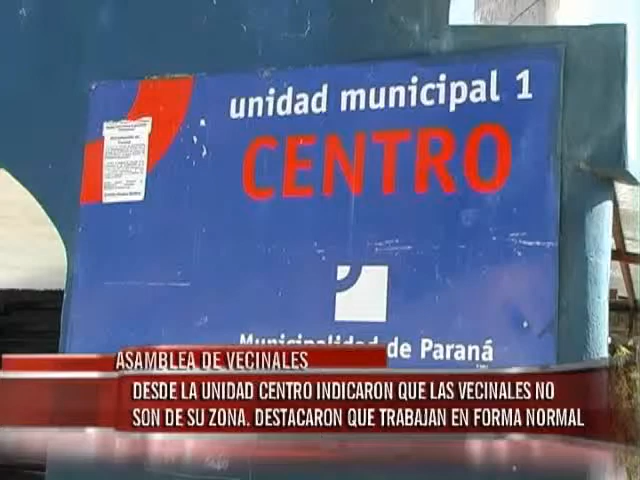 unidad municipal 1
CENTRO
Municipalidad de Paraná
ASAMBLEA DE VECINALES
DESDE LA UNIDAD CENTRO INDICARON QUE LAS VECINALES NO
SON DE SU ZONA. DESTACARON QUE TRABAJAN EN FORMA NORMAL